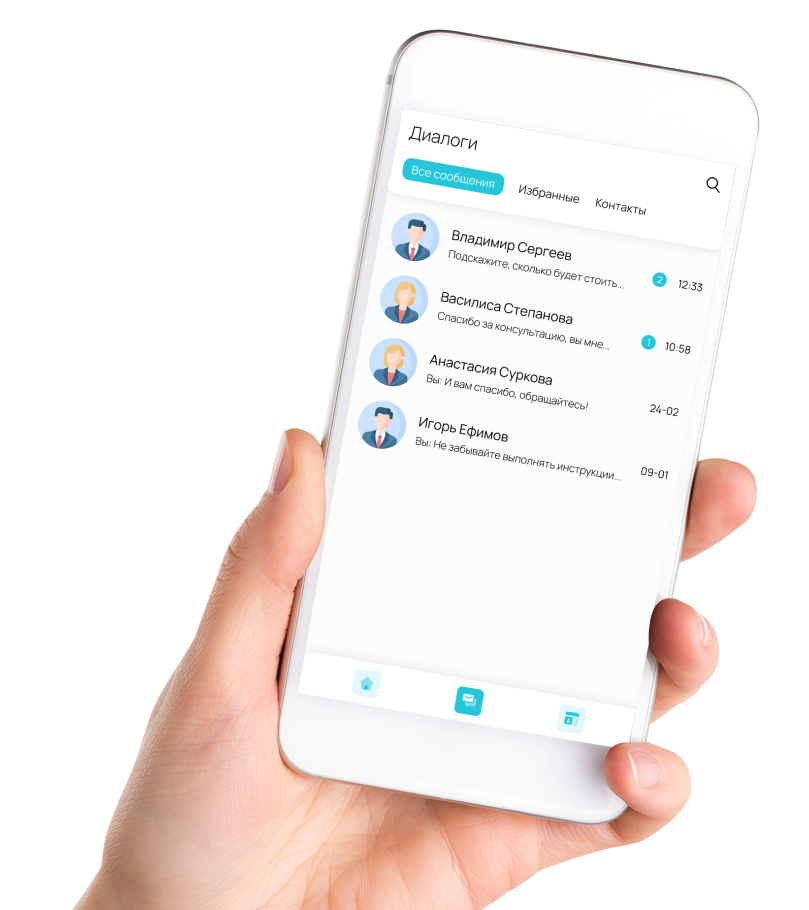 Диалоги
Все сообщения Избранные Контакты
Владимир Сергеев
Подскажите, сколько будет стоить... 2 12:33
Василиса Степанова
Спасибо за консультацию, вы мне... 1 10:58
Анастасия Суркова
Вы: И вам спасибо, обращайтесь! 24-02
Игорь Ефимов
Вы: Не забывайте выполнять инструкции... 09-01